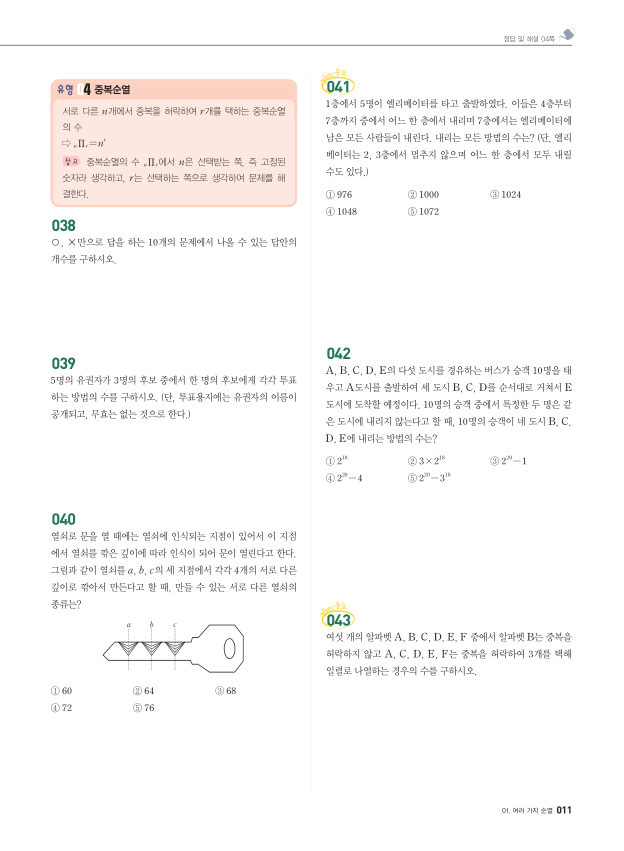 정답 및 해설 04쪽
유형 04 중복순열
서로 다른 n개에서 중복을 허락하여 r개를 택하는 중복순열
의 수
⇨ ₙΠᵣ=nʳ
참고 중복순열의 수 ₙΠᵣ에서 n은 선택받는 쪽, 즉 고정된
숫자라 생각하고, r는 선택하는 쪽으로 생각하여 문제를 해
결한다.
038
○, ×만으로 답을 하는 10개의 문제에서 나올 수 있는 답안의
개수를 구하시오.
039
5명의 유권자가 3명의 후보 중에서 한 명의 후보에게 각각 투표
하는 방법의 수를 구하시오. (단, 투표용지에는 유권자의 이름이
공개되고, 무효는 없는 것으로 한다.)
040
열쇠로 문을 열 때에는 열쇠에 인식되는 지점이 있어서 이 지점
에서 열쇠를 깎은 깊이에 따라 인식이 되어 문이 열린다고 한다.
그림과 같이 열쇠를 a, b, c의 세 지점에서 각각 4개의 서로 다른
깊이로 깎아서 만든다고 할 때, 만들 수 있는 서로 다른 열쇠의
종류는?
a b c
① 60 ② 64 ③ 68
④ 72 ⑤ 76
중요
041
1층에서 5명이 엘리베이터를 타고 출발하였다. 이들은 4층부터
7층까지 중에서 어느 한 층에서 내리며 7층에서는 엘리베이터에
남은 모든 사람들이 내린다. 내리는 모든 방법의 수는? (단, 엘리
베이터는 2, 3층에서 멈추지 않으며 어느 한 층에서 모두 내릴
수도 있다.)
① 976 ② 1000 ③ 1024
④ 1048 ⑤ 1072
042
A, B, C, D, E의 다섯 도시를 경유하는 버스가 승객 10명을 태
우고 A도시를 출발하여 세 도시 B, C, D를 순서대로 거쳐서 E
도시에 도착할 예정이다. 10명의 승객 중에서 특정한 두 명은 같
은 도시에 내리지 않는다고 할 때, 10명의 승객이 네 도시 B, C,
D, E에 내리는 방법의 수는?
① 2¹⁸ ② 3×2¹⁸ ③ 2²⁰−1
④ 2²⁰−4 ⑤ 2²⁰−3¹⁰
중요
043
여섯 개의 알파벳 A, B, C, D, E, F 중에서 알파벳 B는 중복을
허락하지 않고 A, C, D, E, F는 중복을 허락하여 3개를 택해
일렬로 나열하는 경우의 수를 구하시오.
01. 여러 가지 순열 011